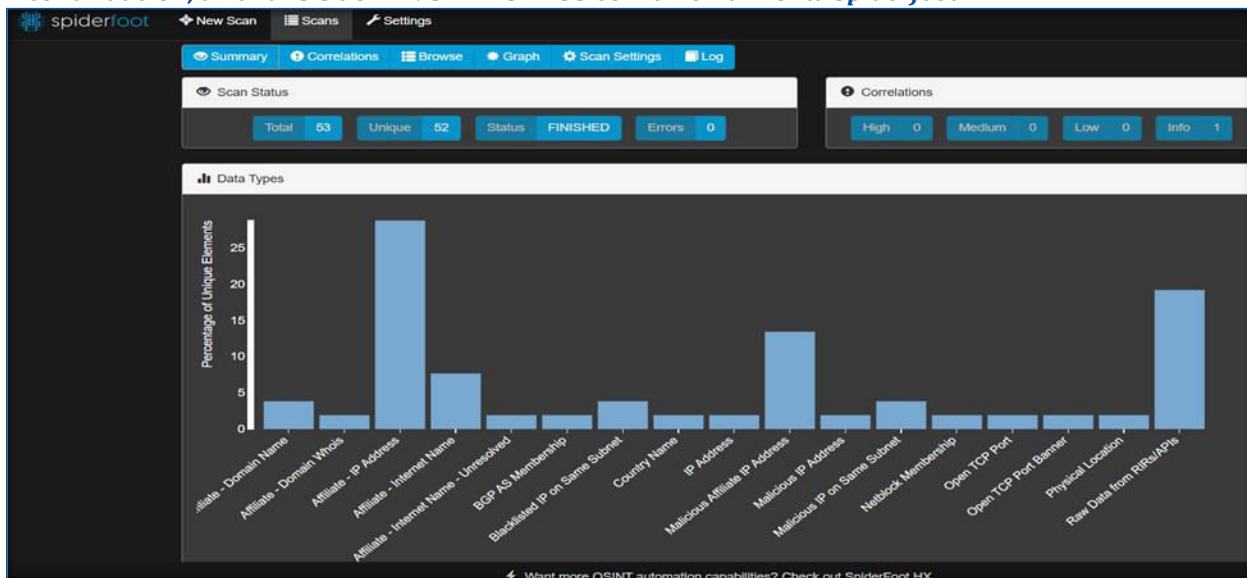 spiderfoot
New Scan
Scans
Settings
Summary
Correlations
Browse
Graph
Scan Settings
Log
Scan Status
Total 53
Unique 52
Status FINISHED
Errors 0
Correlations
High 0
Medium 0
Low 0
Info 1
Data Types
Percentage of Unique Elements
25
20
15
10
5
0
Domain Name
Affiliate - Domain Whois
Affiliate - IP Address
Affiliate - Internet Name
Affiliate - Internet Name - Unresolved
BGP AS Membership
Blacklisted IP on Same Subnet
Country Name
IP Address
Malicious Affiliate IP Address
Malicious IP Address
Malicious IP on Same Subnet
Netblock Membership
Open TCP Port
Open TCP Port Banner
Physical Location
Raw Data from RIRs/APIs
Want more OSINT automation capabilities? Check out SpiderFoot HX